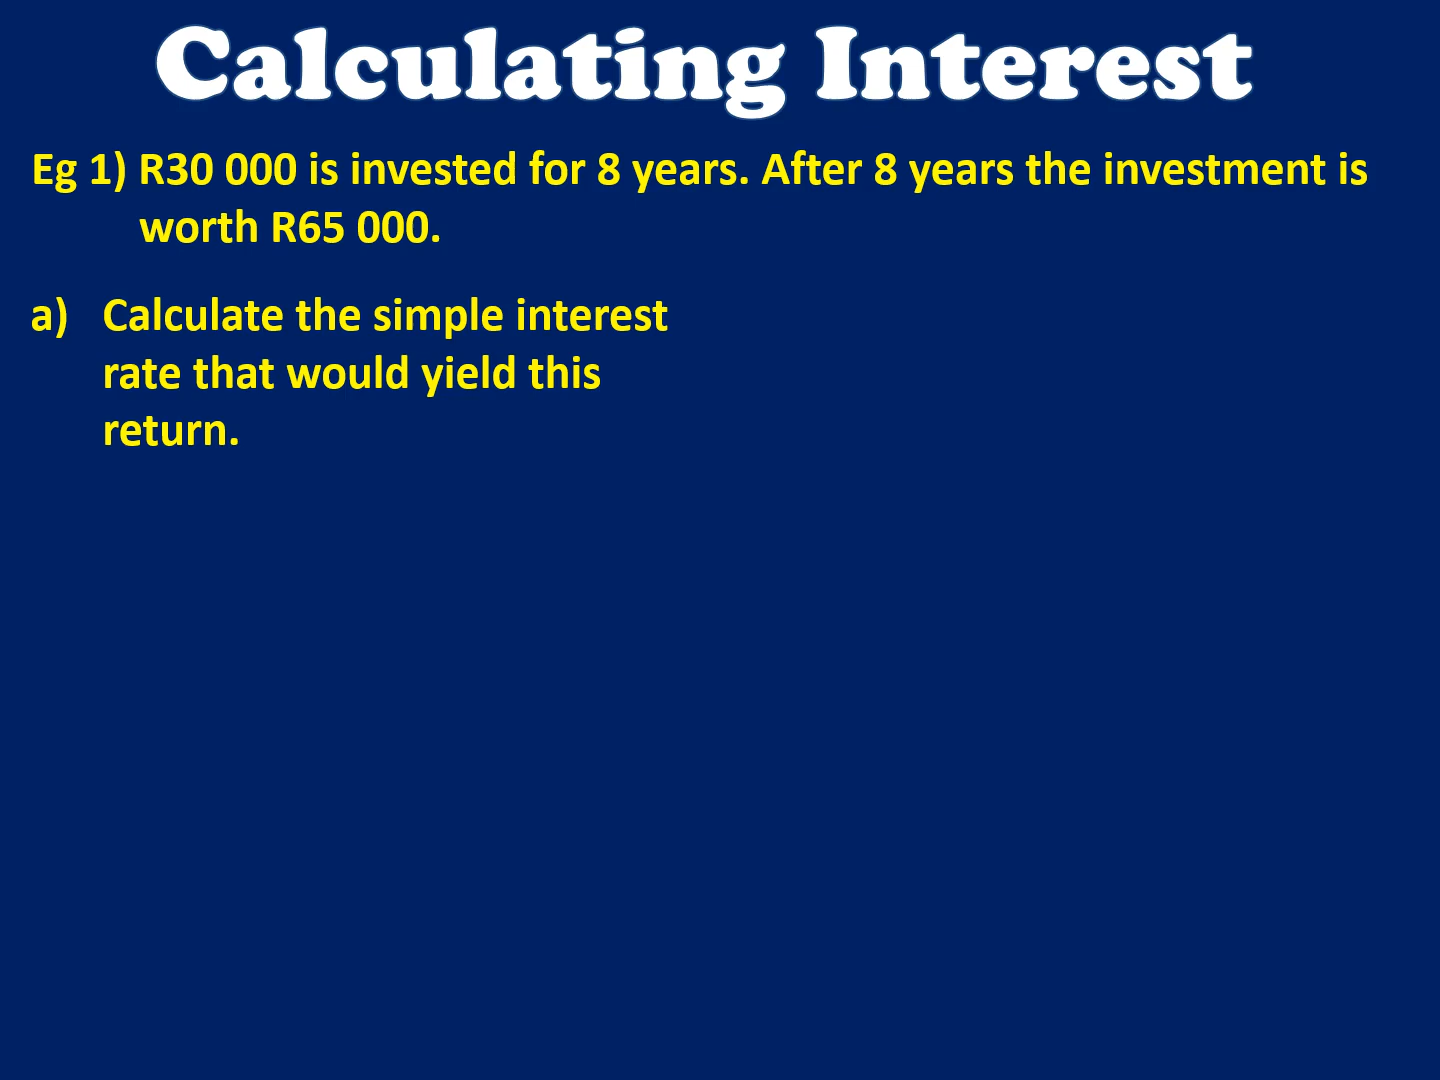 Calculating Interest
Eg 1) R30 000 is invested for 8 years. After 8 years the investment is
worth R65 000.
a) Calculate the simple interest
rate that would yield this
return.